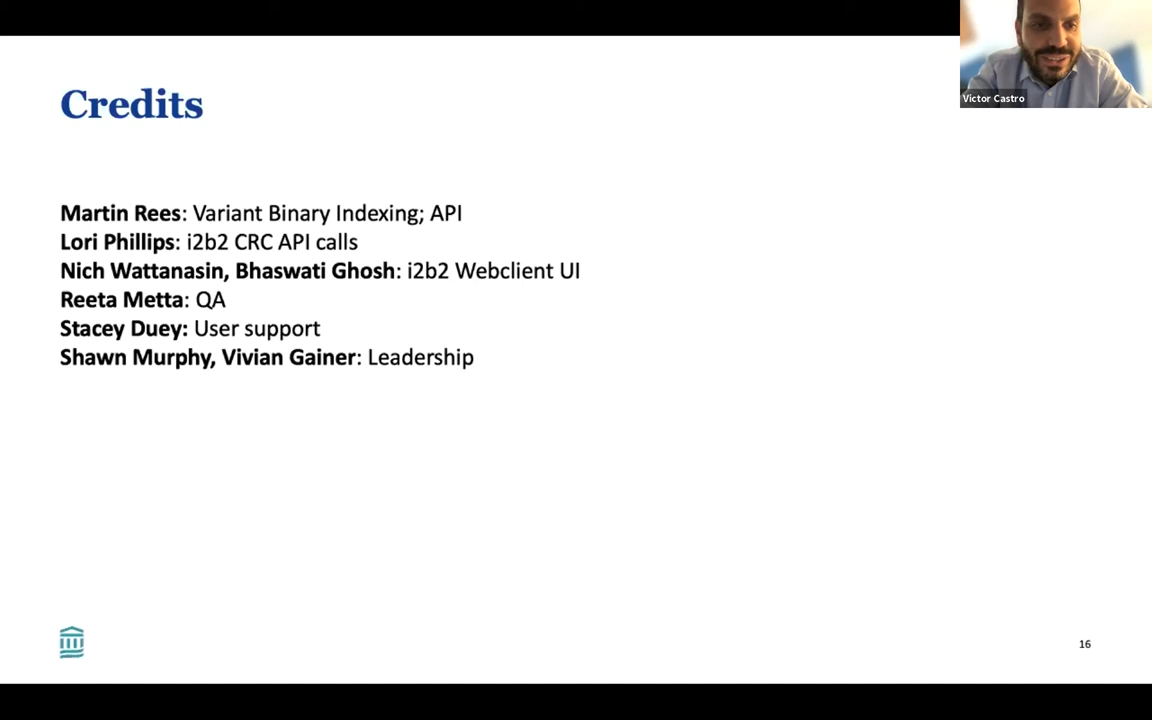 Victor Castro
Credits
Martin Rees: Variant Binary Indexing; API
Lori Phillips: i2b2 CRC API calls
Nich Wattanasin, Bhaswati Ghosh: i2b2 Webclient UI
Reeta Metta: QA
Stacey Duey: User support
Shawn Murphy, Vivian Gainer: Leadership
16